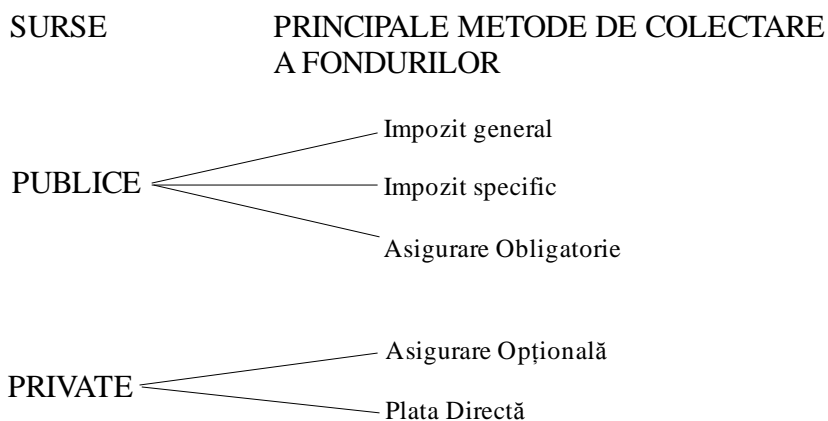 SURSE PRINCIPALE METODE DE COLECTARE
A FONDURILOR
Impozit general
PUBLICE Impozit specific
Asigurare Obligatorie
Asigurare Opțională
PRIVATE
Plata Directă